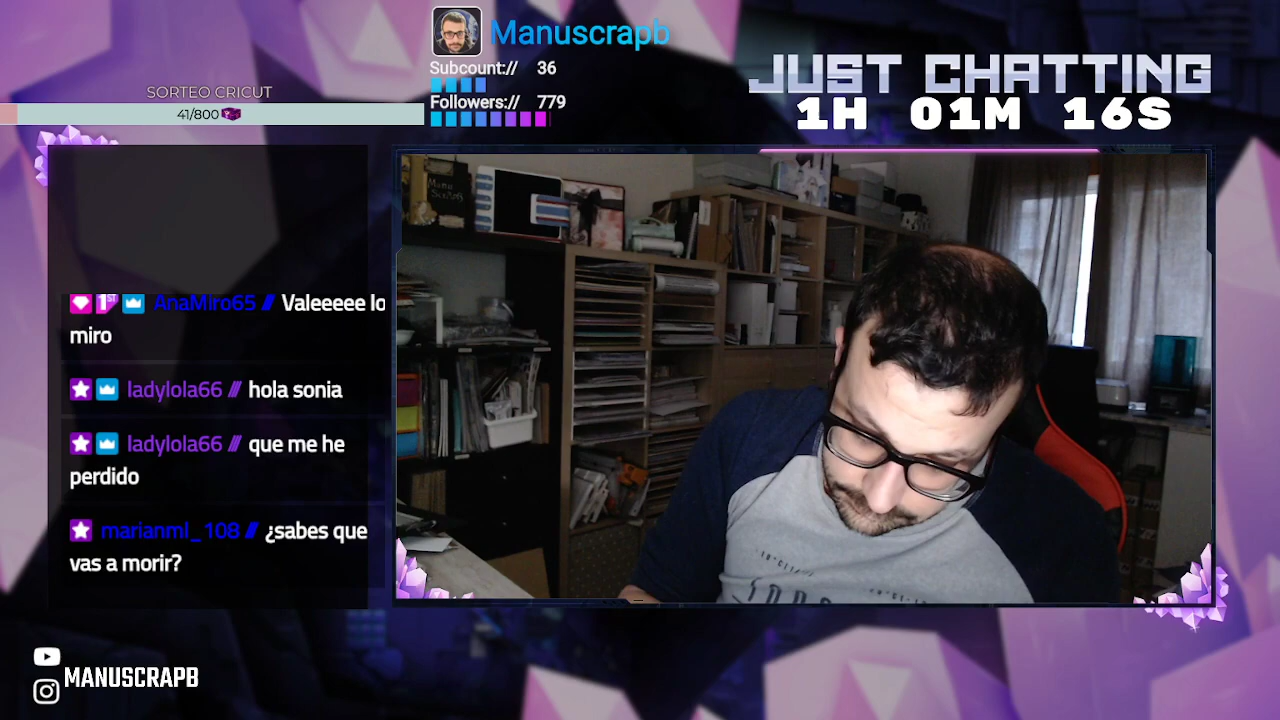 Manuscrapb
Subcount:// 36
Followers:// 779
JUST CHATTING
1H 01M 16S
SORTEO CRICUT
41/800
1ST AnaMiro65 // Valeeeee lo
miro
ladylola66 /// hola sonia
ladylola66 /// que me he
perdido
marianml_108 // ¿sabes que
vas a morir?
MANUSCRAPB